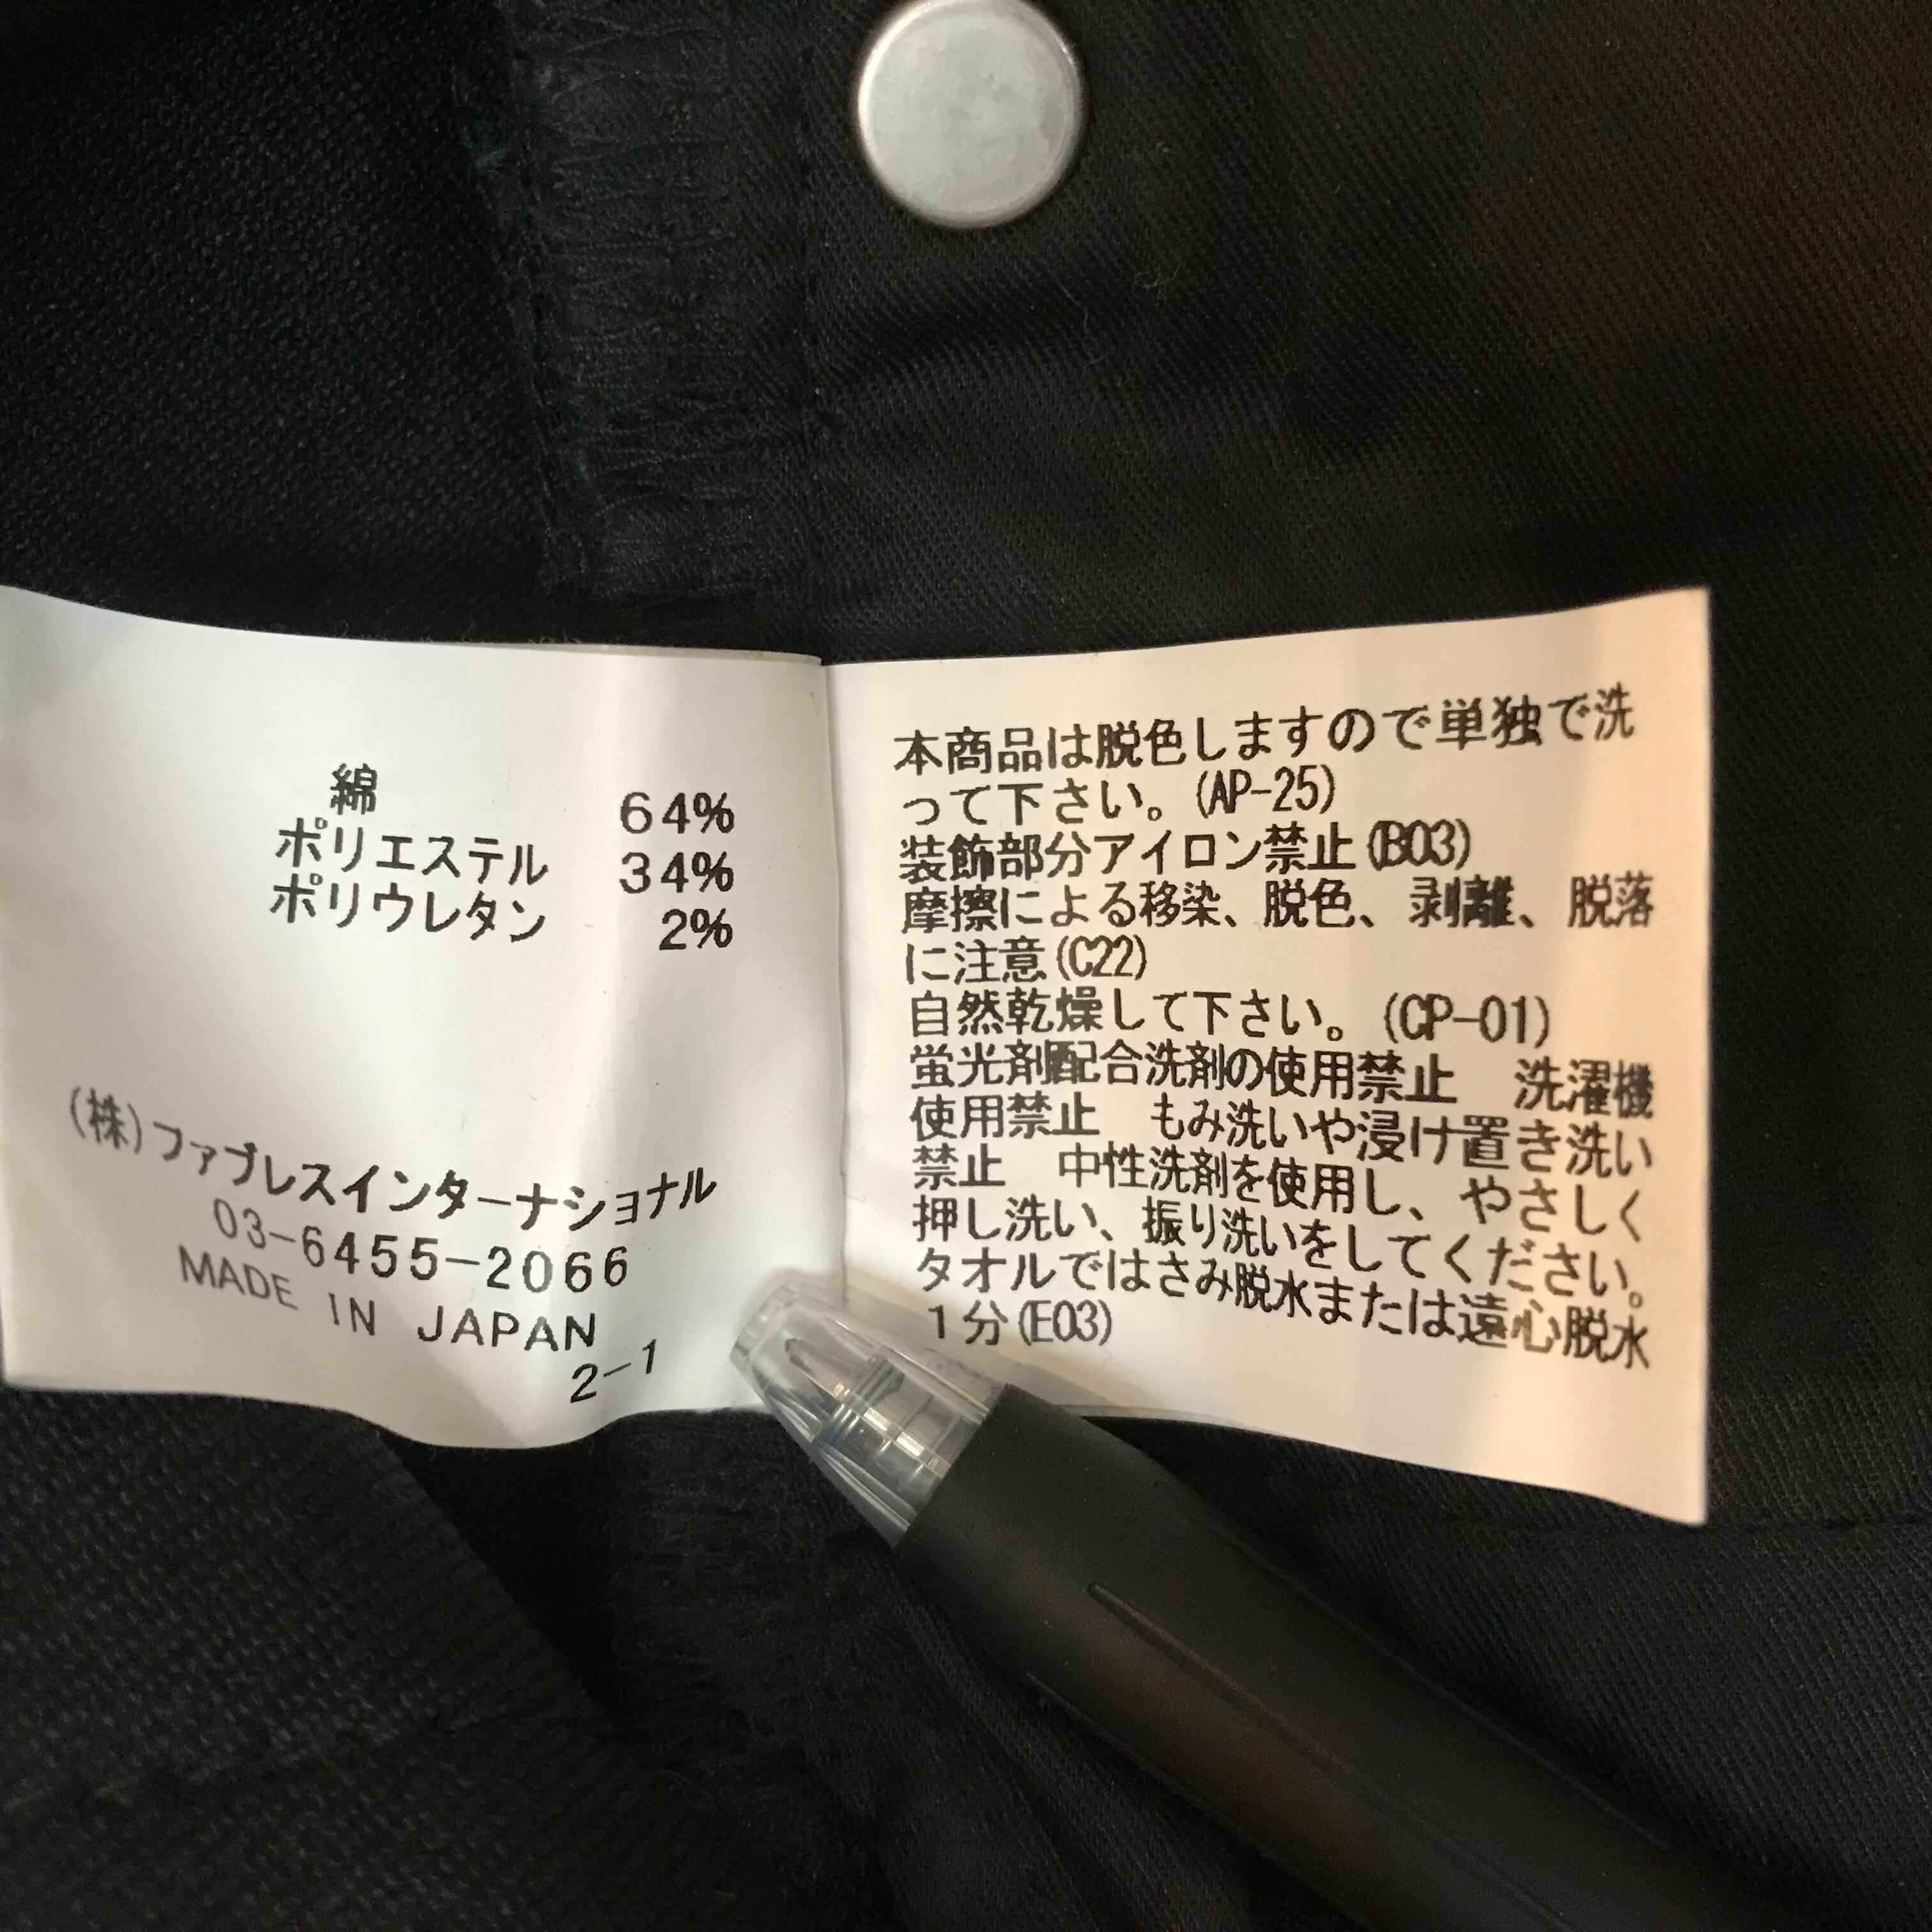 綿 64%
ポリエステル 34%
ポリウレタン 2%
(株)ファブレスインターナショナル
03-6455-2066
MADE IN JAPAN
2-1
本商品は脱色しますので単独で洗
って下さい。(AP-25)
装飾部分アイロン禁止(B03)
摩擦による移染、脱色、剥離、脱落
に注意(C22)
自然乾燥して下さい。(CP-01)
蛍光剤配合洗剤の使用禁止　洗濯機
使用禁止　もみ洗いや浸け置き洗い
禁止　中性洗剤を使用し、やさしく
押し洗い、振り洗いをしてください。
タオルではさみ脱水または遠心脱水
1分(E03)